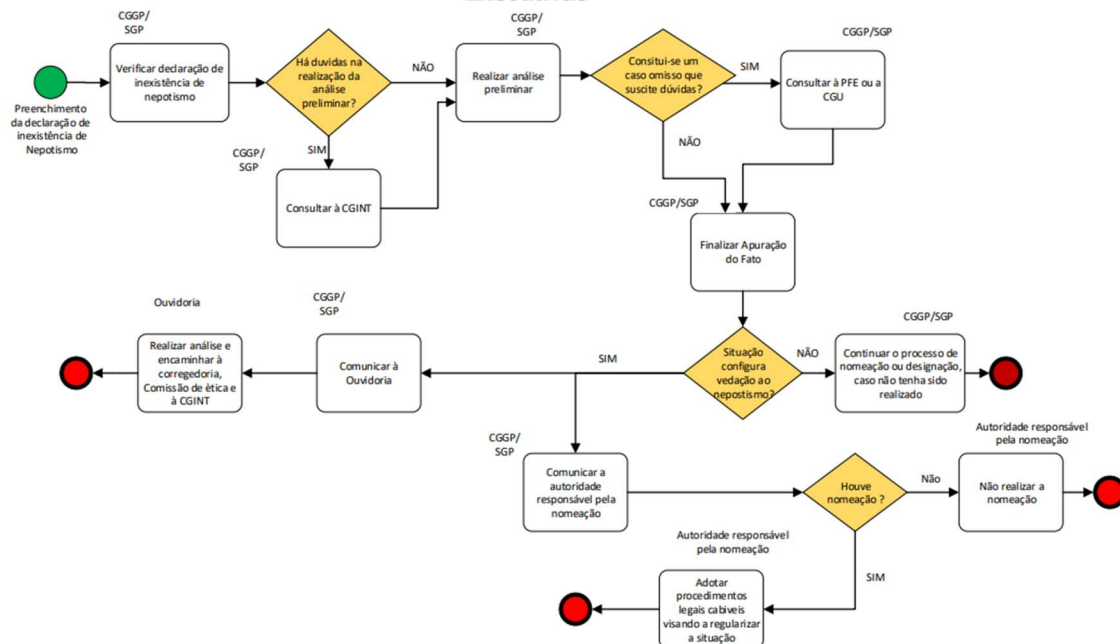 CGGP/
SGP
Verificar declaração de
inexistência de
nepotismo
Preenchimento
da declaração de
inexistência de
Nepotismo
Há duvidas na
realização da
análise
preliminar?
NÃO
SIM
CGGP/
SGP
Consultar à CGINT
CGGP/
SGP
Realizar análise
preliminar
Consitui-se um
caso omisso que
suscite dúvidas?
SIM
NÃO
CGGP/SGP
Consultar à PFE ou a
CGU
CGGP/SGP
Finalizar Apuração
do Fato
Situação
configura
vedação ao
nepostismo?
SIM
NÃO
CGGP/SGP
Continuar o processo de
nomeação ou designação,
caso não tenha sido
realizado
CGGP/
SGP
Comunicar à
Ouvidoria
Ouvidoria
Realizar análise e
encaminhar à
corregedoria,
Comissão de ètica e
à CGINT
CGGP/
SGP
Comunicar a
autoridade
responsável pela
nomeação
Houve
nomeação ?
Não
SIM
Autoridade responsável
pela nomeação
Não realizar a
nomeação
Autoridade responsável
pela nomeação
Adotar
procedimentos
legais cabiveis
visando a regularizar
a situação